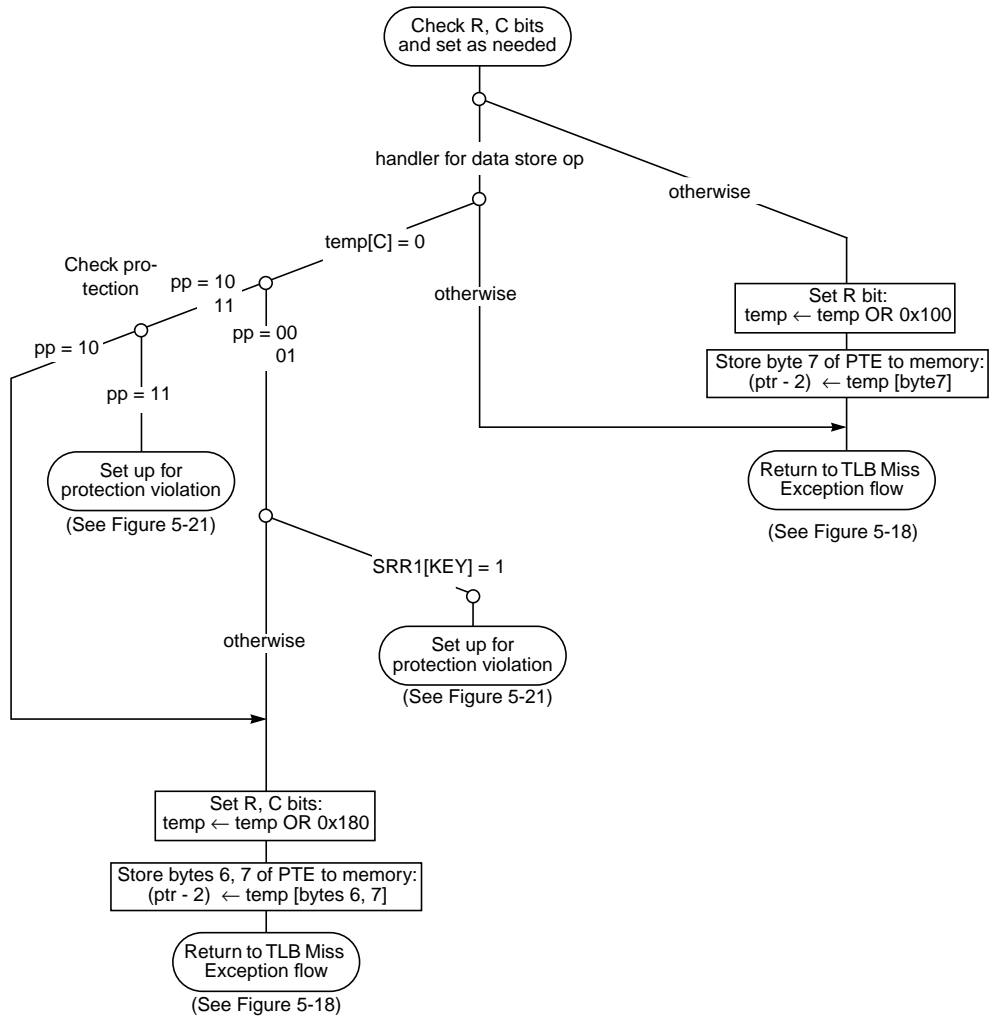 Check R, C bits
and set as needed
handler for data store op
otherwise
temp[C] = 0
Check pro-
tection
pp = 10
11
otherwise
pp = 00
01
pp = 10
pp = 11
Set R bit:
temp ← temp OR 0x100
Store byte 7 of PTE to memory:
(ptr - 2) ← temp [byte7]
Set up for
protection violation
(See Figure 5-21)
Return to TLB Miss
Exception flow
(See Figure 5-18)
SRR1[KEY] = 1
otherwise
Set up for
protection violation
(See Figure 5-21)
Set R, C bits:
temp ← temp OR 0x180
Store bytes 6, 7 of PTE to memory:
(ptr - 2) ← temp [bytes 6, 7]
Return to TLB Miss
Exception flow
(See Figure 5-18)